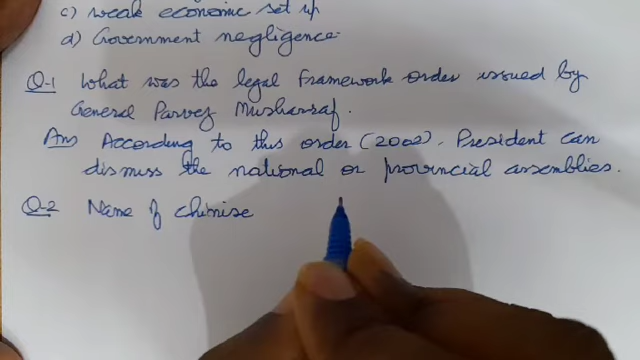 c) weak economic set up
d) Government negligence.
Q-1 What was the legal framework order issued by
General Parvez Musharraf.
Ans According to this order (2002). President can
dismiss the national or provincial assemblies.
Q-2 Name of chinise